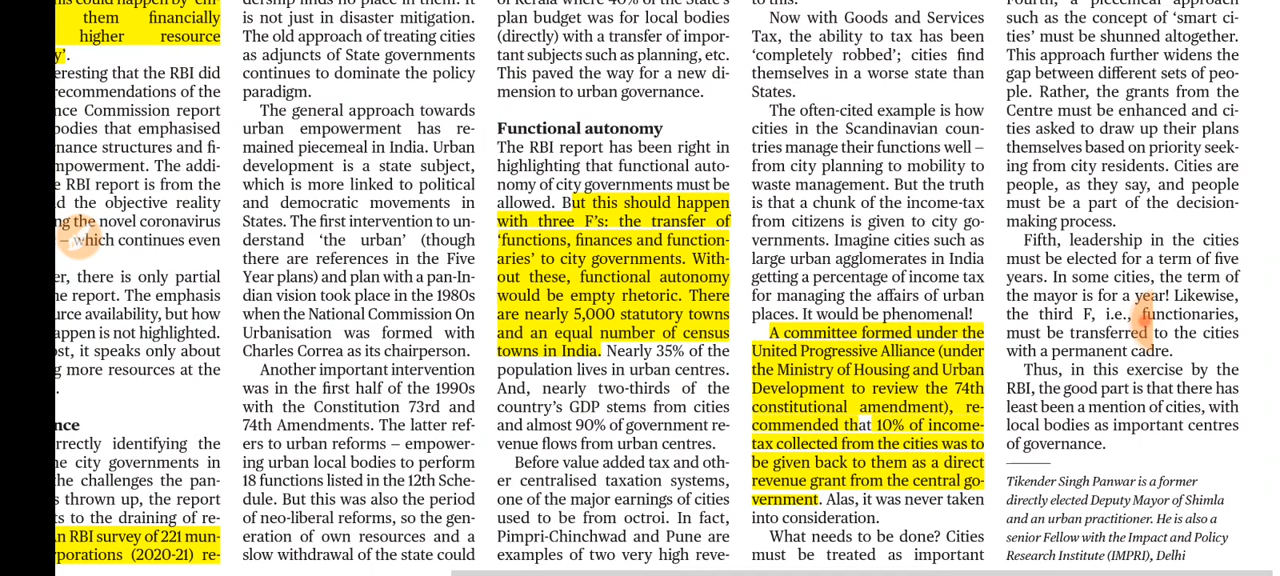 them financially
higher resource
y'.
eresting that the RBI did
recommendations of the
nce Commission report
bodies that emphasised
nance structures and fi-
mpowerment. The addi-
e RBI report is from the
d the objective reality
ng the novel coronavirus
– which continues even
er, there is only partial
he report. The emphasis
urce availability, but how
appen is not highlighted.
ost, it speaks only about
g more resources at the
.
nce
rrectly identifying the
he city governments in
the challenges the pan-
s thrown up, the report
ts to the draining of re-
n RBI survey of 221 mun-
rporations (2020-21) re-
is not just in disaster mitigation.
The old approach of treating cities
as adjuncts of State governments
continues to dominate the policy
paradigm.
The general approach towards
urban empowerment has re-
mained piecemeal in India. Urban
development is a state subject,
which is more linked to political
and democratic movements in
States. The first intervention to un-
derstand ‘the urban’ (though
there are references in the Five
Year plans) and plan with a pan-In-
dian vision took place in the 1980s
when the National Commission On
Urbanisation was formed with
Charles Correa as its chairperson.
Another important intervention
was in the first half of the 1990s
with the Constitution 73rd and
74th Amendments. The latter ref-
ers to urban reforms – empower-
ing urban local bodies to perform
18 functions listed in the 12th Sche-
dule. But this was also the period
of neo-liberal reforms, so the gen-
eration of own resources and a
slow withdrawal of the state could
of Kerala where 40% of the State's
plan budget was for local bodies
(directly) with a transfer of impor-
tant subjects such as planning, etc.
This paved the way for a new di-
mension to urban governance.
Functional autonomy
The RBI report has been right in
highlighting that functional auto-
nomy of city governments must be
allowed. But this should happen
with three F’s: the transfer of
‘functions, finances and function-
aries’ to city governments. With-
out these, functional autonomy
would be empty rhetoric. There
are nearly 5,000 statutory towns
and an equal number of census
towns in India. Nearly 35% of the
population lives in urban centres.
And, nearly two-thirds of the
country’s GDP stems from cities
and almost 90% of government re-
venue flows from urban centres.
Before value added tax and oth-
er centralised taxation systems,
one of the major earnings of cities
used to be from octroi. In fact,
Pimpri-Chinchwad and Pune are
examples of two very high reve-
to this.
Now with Goods and Services
Tax, the ability to tax has been
‘completely robbed’; cities find
themselves in a worse state than
States.
The often-cited example is how
cities in the Scandinavian coun-
tries manage their functions well –
from city planning to mobility to
waste management. But the truth
is that a chunk of the income-tax
from citizens is given to city go-
vernments. Imagine cities such as
large urban agglomerates in India
getting a percentage of income tax
for managing the affairs of urban
places. It would be phenomenal!
A committee formed under the
United Progressive Alliance (under
the Ministry of Housing and Urban
Development to review the 74th
constitutional amendment), re-
commended that 10% of income-
tax collected from the cities was to
be given back to them as a direct
revenue grant from the central go-
vernment. Alas, it was never taken
into consideration.
What needs to be done? Cities
must be treated as important
Fourth, a piecemeal approach
such as the concept of ‘smart ci-
ties’ must be shunned altogether.
This approach further widens the
gap between different sets of peo-
ple. Rather, the grants from the
Centre must be enhanced and ci-
ties asked to draw up their plans
themselves based on priority seek-
ing from city residents. Cities are
people, as they say, and people
must be a part of the decision-
making process.
Fifth, leadership in the cities
must be elected for a term of five
years. In some cities, the term of
the mayor is for a year! Likewise,
the third F, i.e., functionaries,
must be transferred to the cities
with a permanent cadre.
Thus, in this exercise by the
RBI, the good part is that there has
least been a mention of cities, with
local bodies as important centres
of governance.
Tikender Singh Panwar is a former
directly elected Deputy Mayor of Shimla
and an urban practitioner. He is also a
senior Fellow with the Impact and Policy
Research Institute (IMPRI), Delhi